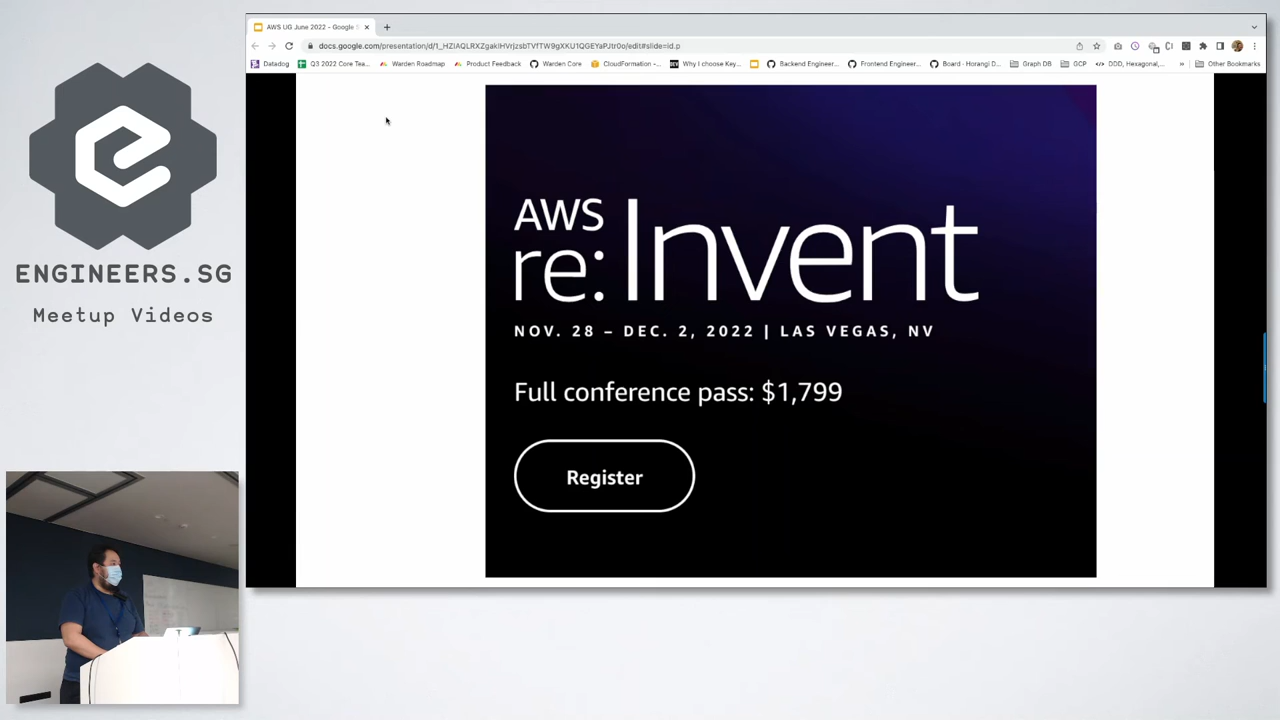 AWS UG June 2022 - Google S
docs.google.com/presentation/d/1_HZIAQLRXZgakIHVrjzsbTVfTW9gXKU1QGEYaPJtr0o/edit#slide=id.p
Datadog
Q3 2022 Core Tea...
Warden Roadmap
Product Feedback
Warden Core
CloudFormation -...
Why I choose Key...
Backend Engineer...
Frontend Engineer...
Board · Horangi D...
Graph DB
GCP
DDD, Hexagonal,...
Other Bookmarks
ENGINEERS.SG
Meetup Videos
AWS
re:Invent
NOV. 28 – DEC. 2, 2022 | LAS VEGAS, NV
Full conference pass: $1,799
Register